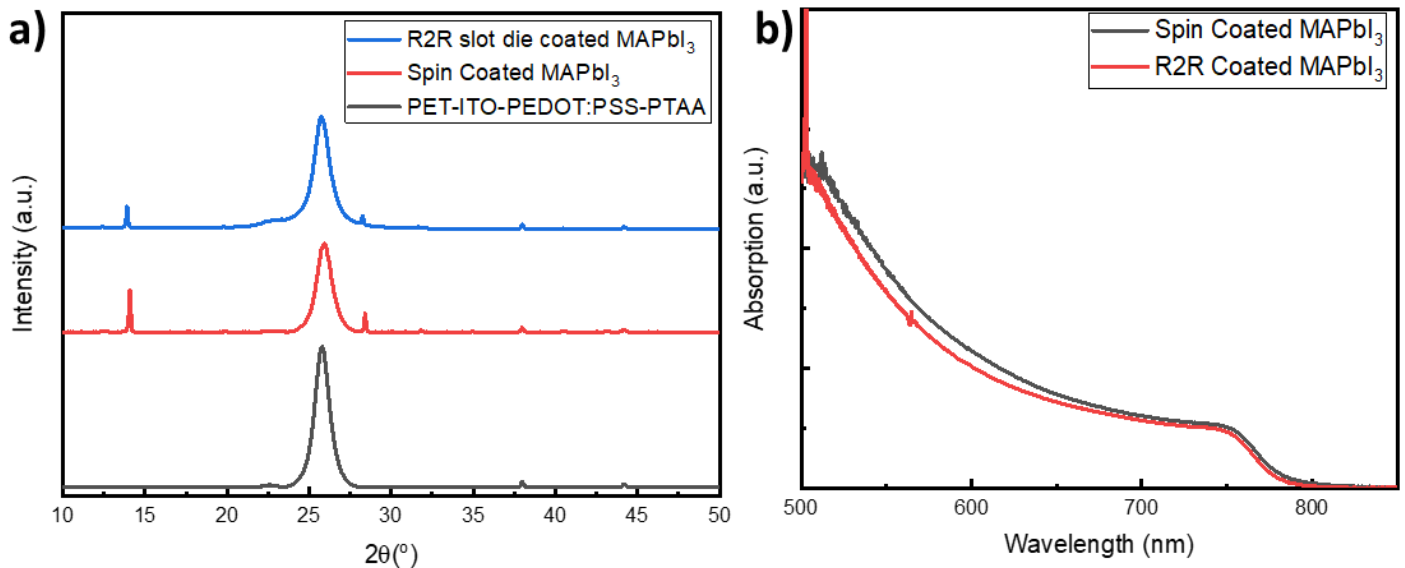 a)
R2R slot die coated MAPbI₃
Spin Coated MAPbI₃
PET-ITO-PEDOT:PSS-PTAA
Intensity (a.u.)
10 15 20 25 30 35 40 45 50
2θ(°)
b)
Spin Coated MAPbI₃
R2R Coated MAPbI₃
Absorption (a.u.)
500 600 700 800
Wavelength (nm)